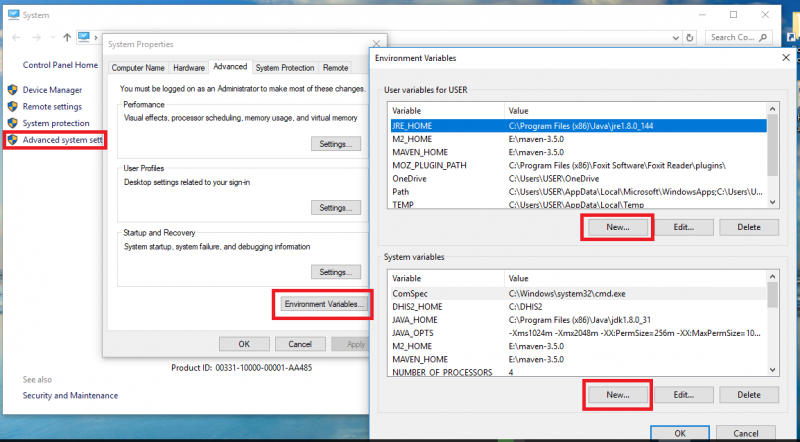 System
Search Co...
Control Panel Home
Device Manager
Remote settings
System protection
Advanced system sett
See also
Security and Maintenance
Product ID: 00331-10000-00001-AA485
System Properties
Computer Name Hardware Advanced System Protection Remote
You must be logged on as an Administrator to make most of these changes.
Performance
Visual effects, processor scheduling, memory usage, and virtual memory
Settings...
User Profiles
Desktop settings related to your sign-in
Settings...
Startup and Recovery
System startup, system failure, and debugging information
Settings...
Environment Variables...
OK Cancel Apply
Environment Variables
User variables for USER
Variable Value
JRE_HOME C:\Program Files (x86)\Java\jre1.8.0_144
M2_HOME E:\maven-3.5.0
MAVEN_HOME E:\maven-3.5.0
MOZ_PLUGIN_PATH C:\Program Files (x86)\Foxit Software\Foxit Reader\plugins\
OneDrive C:\Users\USER\OneDrive
Path C:\Users\USER\AppData\Local\Microsoft\WindowsApps;C:\Users\U...
TEMP C:\Users\USER\AppData\Local\Temp
New... Edit... Delete
System variables
Variable Value
ComSpec C:\Windows\system32\cmd.exe
DHIS2_HOME C:\DHIS2
JAVA_HOME C:\Program Files (x86)\Java\jdk1.8.0_31
JAVA_OPTS -Xms1024m -Xmx2048m -XX:PermSize=256m -XX:MaxPermSize=10...
M2_HOME E:\maven-3.5.0
MAVEN_HOME E:\maven-3.5.0
NUMBER_OF_PROCESSORS 4
New... Edit... Delete
OK Cancel